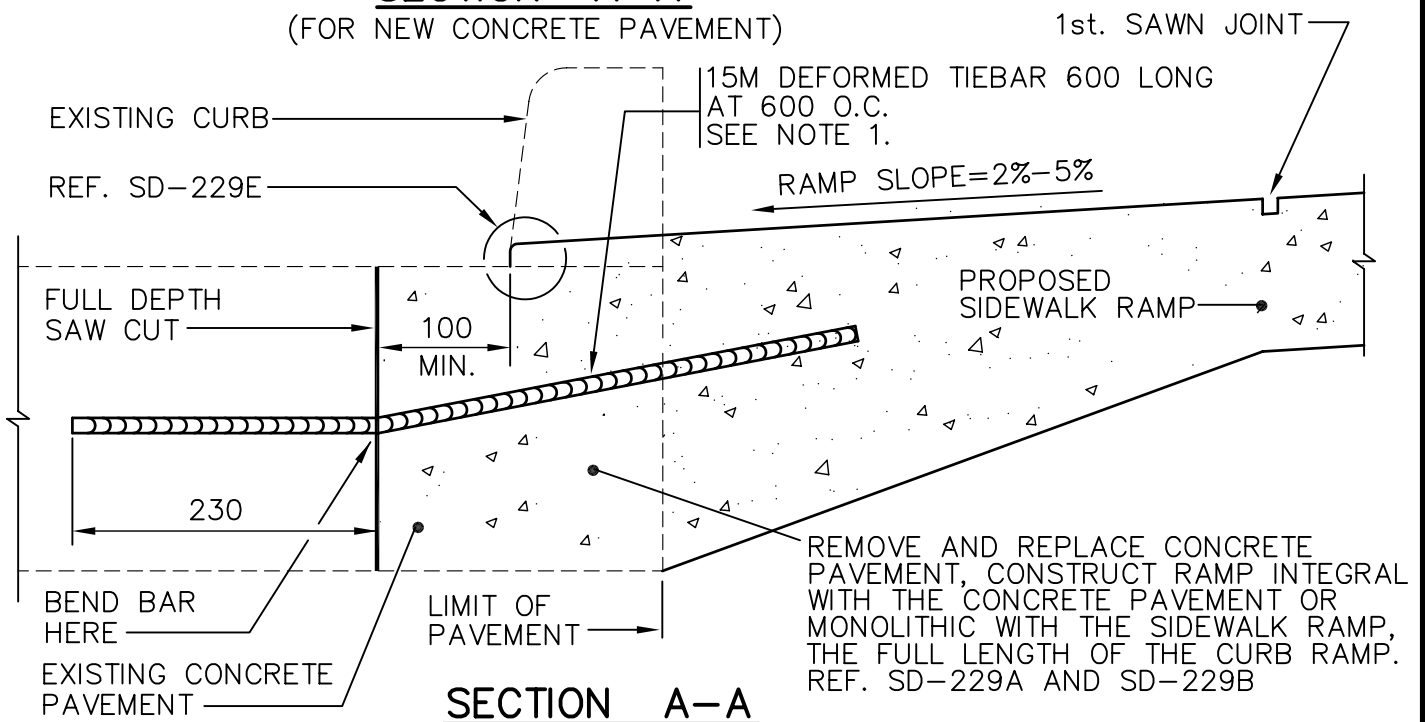 SECTION A-A
(FOR NEW CONCRETE PAVEMENT)
1st. SAWN JOINT
EXISTING CURB
15M DEFORMED TIEBAR 600 LONG
AT 600 O.C.
SEE NOTE 1.
REF. SD-229E
RAMP SLOPE=2%-5%
FULL DEPTH
SAW CUT
100
MIN.
PROPOSED
SIDEWALK RAMP
230
BEND BAR
HERE
LIMIT OF
PAVEMENT
EXISTING CONCRETE
PAVEMENT
REMOVE AND REPLACE CONCRETE
PAVEMENT, CONSTRUCT RAMP INTEGRAL
WITH THE CONCRETE PAVEMENT OR
MONOLITHIC WITH THE SIDEWALK RAMP,
THE FULL LENGTH OF THE CURB RAMP.
REF. SD-229A AND SD-229B
SECTION A-A